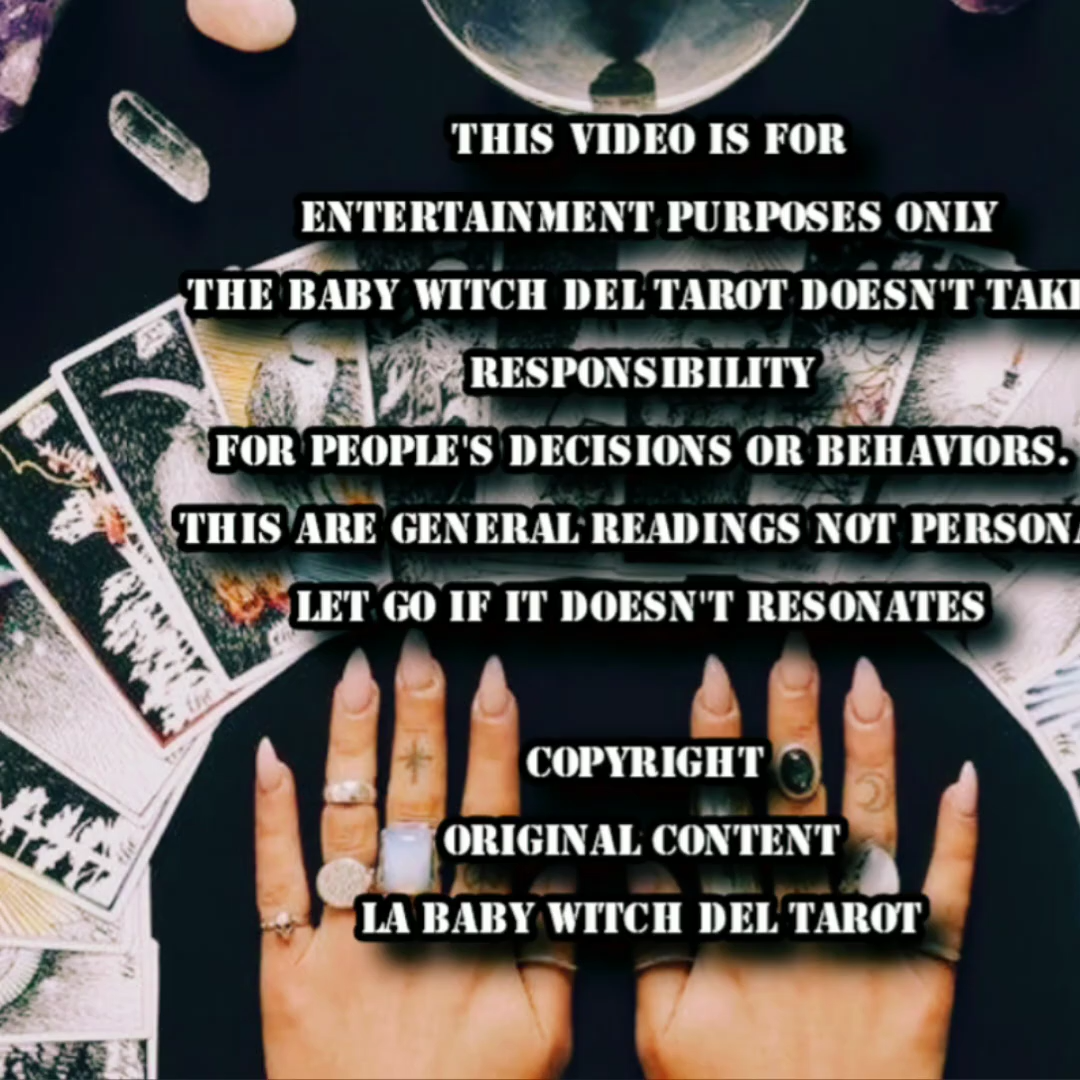 THIS VIDEO IS FOR
ENTERTAINMENT PURPOSES ONLY
THE BABY WITCH DEL TAROT DOESN'T
RESPONSIBILITY
FOR PEOPLE'S DECISIONS OR BEHAVIORS.
THIS ARE GENERAL READINGS NOT
LET GO IF IT DOESN'T RESONATES
COPYRIGHT
ORIGINAL CONTENT
LA BABY WITCH DEL TAROT